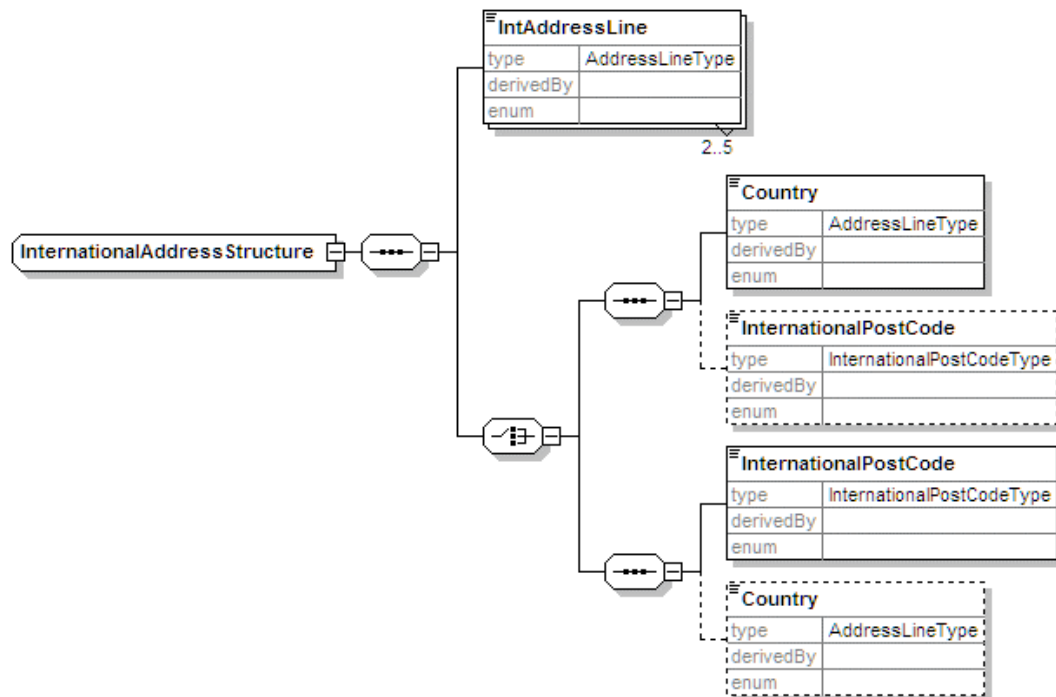 IntAddressLine
type AddressLineType
derivedBy
enum
2..5
Country
type AddressLineType
derivedBy
enum
InternationalAddressStructure
InternationalPostCode
type InternationalPostCodeType
derivedBy
enum
InternationalPostCode
type InternationalPostCodeType
derivedBy
enum
Country
type AddressLineType
derivedBy
enum